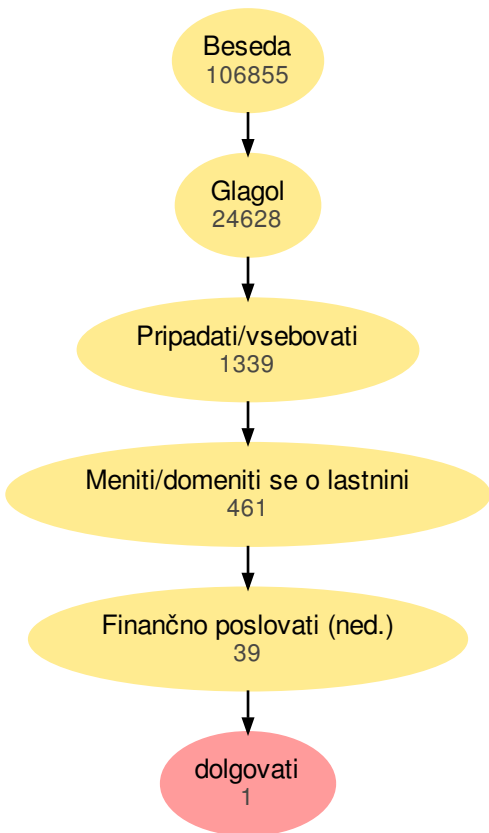 Beseda
106855
Glagol
24628
Pripadati/vsebovati
1339
Meniti/domeniti se o lastnini
461
Finančno poslovati (ned.)
39
dolgovati
1